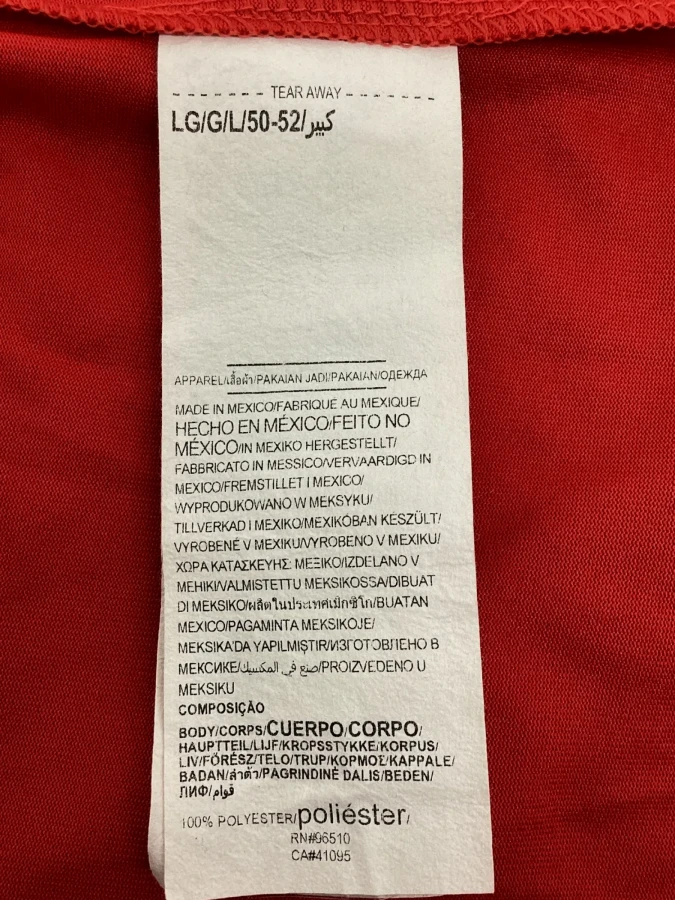 - - - - - - - TEAR AWAY - - - - - - -
LG/G/L/50-52/كبير
APPAREL/เสื้อผ้า/PAKAIAN JADI/PAKAIAN/ОДЕЖДА
MADE IN MEXICO/FABRIQUÉ AU MEXIQUE/
HECHO EN MÉXICO/FEITO NO
MÉXICO/IN MEXIKO HERGESTELLT/
FABBRICATO IN MESSICO/VERVAARDIGD IN
MEXICO/FREMSTILLET I MEXICO/
WYPRODUKOWANO W MEKSYKU/
TILLVERKAD I MEXIKO/MEXIKÓBAN KÉSZÜLT/
VYROBENÉ V MEXIKU/VYROBENO V MEXIKU/
ΧΩΡΑ ΚΑΤΑΣΚΕΥΗΣ: ΜΕΞΙΚΟ/IZDELANO V
MEHIKI/VALMISTETTU MEKSIKOSSA/DIBUAT
DI MEKSIKO/ผลิตในประเทศเม็กซิโก/BUATAN
MEXICO/PAGAMINTA MEKSIKOJE/
MEKSIKA'DA YAPILMIŞTIR/ИЗГОТОВЛЕНО В
МЕКСИКЕ/صنع في المكسيك/PROIZVEDENO U
MEKSIKU
COMPOSIÇÃO
BODY/CORPS/CUERPO/CORPO/
HAUPTTEIL/LIJF/KROPSSTYKKE/KORPUS/
LIV/FŐRÉSZ/TELO/TRUP/ΚΟΡΜΟΣ/KAPPALE/
BADAN/ลำตัว/PAGRINDINĖ DALIS/BEDEN/
ЛИФ/قوام/
100% POLYESTER/poliéster/
RN#96510
CA#41095